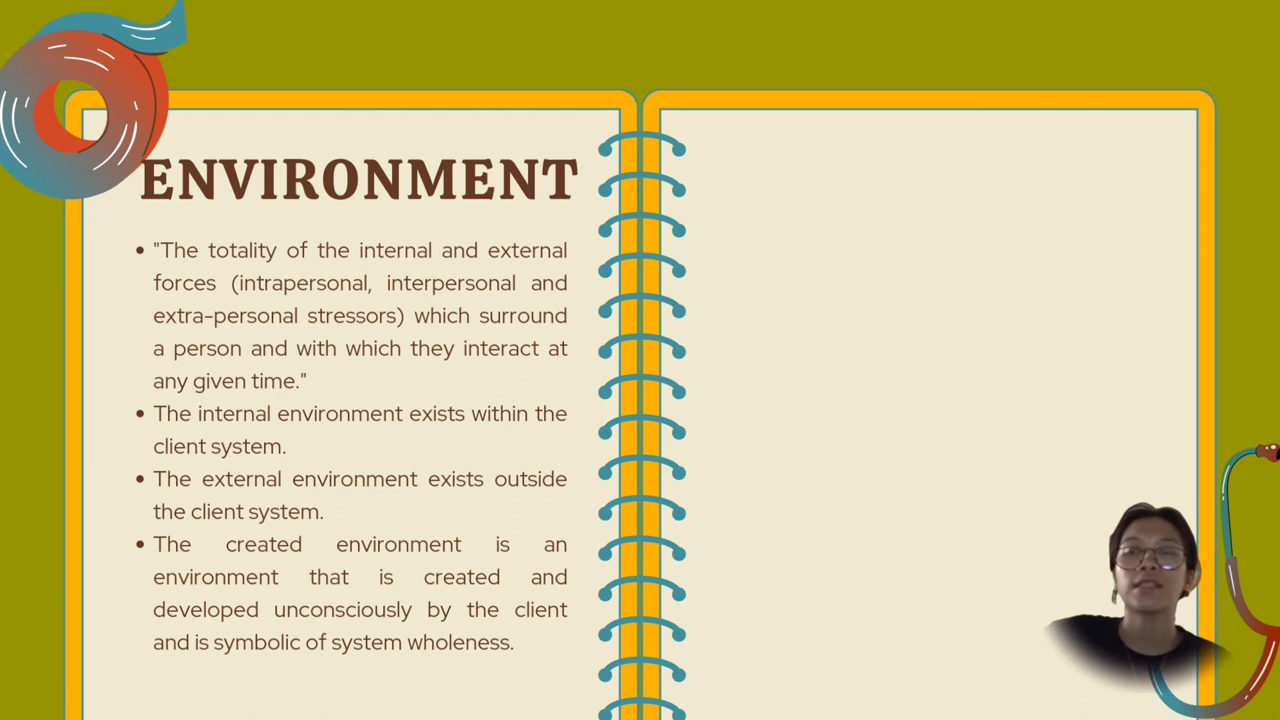 ENVIRONMENT
• "The totality of the internal and external
forces (intrapersonal, interpersonal and
extra-personal stressors) which surround
a person and with which they interact at
any given time."
• The internal environment exists within the
client system.
• The external environment exists outside
the client system.
• The created environment is an
environment that is created and
developed unconsciously by the client
and is symbolic of system wholeness.